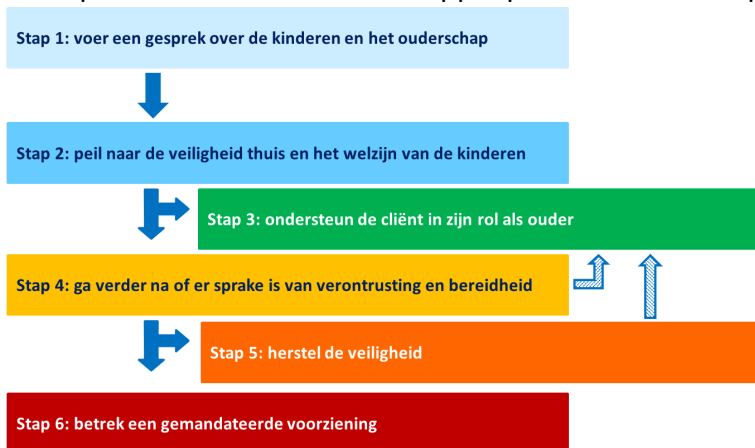 Stap 1: voer een gesprek over de kinderen en het ouderschap
Stap 2: peil naar de veiligheid thuis en het welzijn van de kinderen
Stap 3: ondersteun de cliënt in zijn rol als ouder
Stap 4: ga verder na of er sprake is van verontrusting en bereidheid
Stap 5: herstel de veiligheid
Stap 6: betrek een gemandateerde voorziening